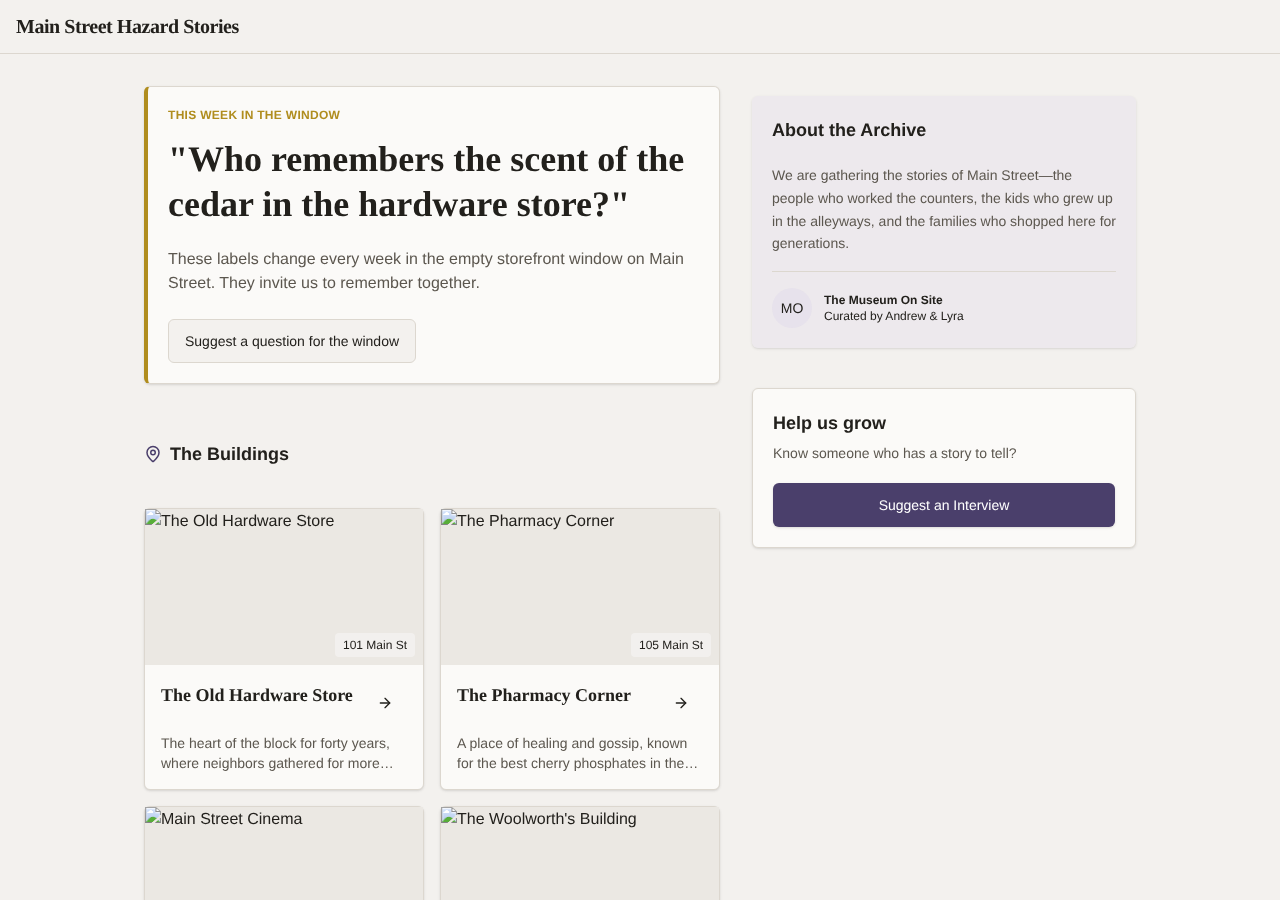 Main Street Hazard Stories
THIS WEEK IN THE WINDOW
"Who remembers the scent of the
cedar in the hardware store?"
These labels change every week in the empty storefront window on Main
Street. They invite us to remember together.
Suggest a question for the window
The Buildings
The Old Hardware Store
101 Main St
The Old Hardware Store
The heart of the block for forty years,
where neighbors gathered for more…
The Pharmacy Corner
105 Main St
The Pharmacy Corner
A place of healing and gossip, known
for the best cherry phosphates in the…
Main Street Cinema
The Woolworth's Building
About the Archive
We are gathering the stories of Main Street—the
people who worked the counters, the kids who grew up
in the alleyways, and the families who shopped here for
generations.
MO
The Museum On Site
Curated by Andrew & Lyra
Help us grow
Know someone who has a story to tell?
Suggest an Interview